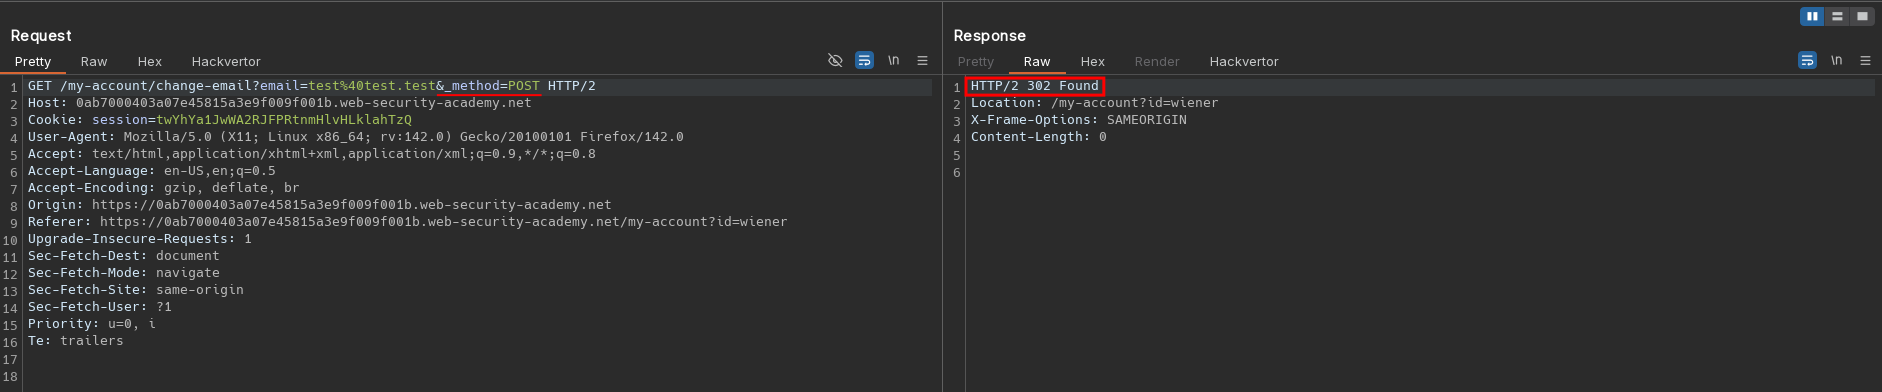 Request
Pretty Raw Hex Hackvertor \n
1 GET /my-account/change-email?email=test%40test.test&_method=POST HTTP/2
2 Host: 0ab7000403a07e45815a3e9f009f001b.web-security-academy.net
3 Cookie: session=twYhYa1JwWA2RJFPRtnmHlvHLklahTzQ
4 User-Agent: Mozilla/5.0 (X11; Linux x86_64; rv:142.0) Gecko/20100101 Firefox/142.0
5 Accept: text/html,application/xhtml+xml,application/xml;q=0.9,*/*;q=0.8
6 Accept-Language: en-US,en;q=0.5
7 Accept-Encoding: gzip, deflate, br
8 Origin: https://0ab7000403a07e45815a3e9f009f001b.web-security-academy.net
9 Referer: https://0ab7000403a07e45815a3e9f009f001b.web-security-academy.net/my-account?id=wiener
10 Upgrade-Insecure-Requests: 1
11 Sec-Fetch-Dest: document
12 Sec-Fetch-Mode: navigate
13 Sec-Fetch-Site: same-origin
14 Sec-Fetch-User: ?1
15 Priority: u=0, i
16 Te: trailers
17
18
Response
Pretty Raw Hex Render Hackvertor \n
1 HTTP/2 302 Found
2 Location: /my-account?id=wiener
3 X-Frame-Options: SAMEORIGIN
4 Content-Length: 0
5
6